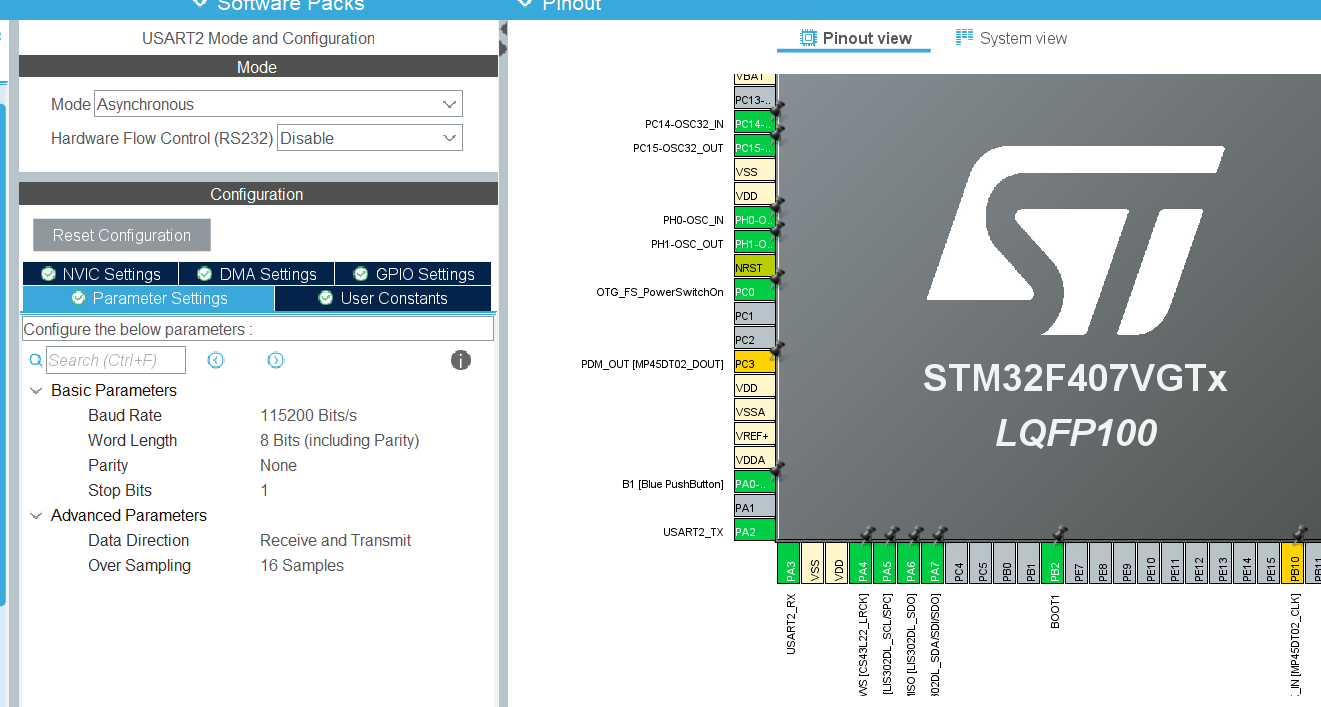 Software Packs
Pinout
USART2 Mode and Configuration
Pinout view
System view
Mode
Mode Asynchronous
Hardware Flow Control (RS232) Disable
Configuration
Reset Configuration
NVIC Settings
DMA Settings
GPIO Settings
Parameter Settings
User Constants
Configure the below parameters :
Search (Ctrl+F)
Basic Parameters
Baud Rate 115200 Bits/s
Word Length 8 Bits (including Parity)
Parity None
Stop Bits 1
Advanced Parameters
Data Direction Receive and Transmit
Over Sampling 16 Samples
VBAT
PC13-..
PC14-OSC32_IN PC14-..
PC15-OSC32_OUT PC15-..
VSS
VDD
PH0-OSC_IN PH0-O..
PH1-OSC_OUT PH1-O..
NRST
OTG_FS_PowerSwitchOn PC0
PC1
PC2
PDM_OUT [MP45DT02_DOUT] PC3
VDD
VSSA
VREF+
VDDA
B1 [Blue PushButton] PA0-..
PA1
USART2_TX PA2
ST
STM32F407VGTx
LQFP100
PA3
VSS
VDD
PA4
PA5
PA6
PA7
PC4
PC5
PB0
PB1
PB2
PE7
PE8
PE9
PE10
PE11
PE12
PE13
PE14
PE15
PB10
USART2_RX
[CS43L22_LRCK]
[LIS302DL_SCL/SPC]
[LIS302DL_SDO]
302DL_SDA/SDI/SDO]
BOOT1
_IN [MP45DT02_CLK]